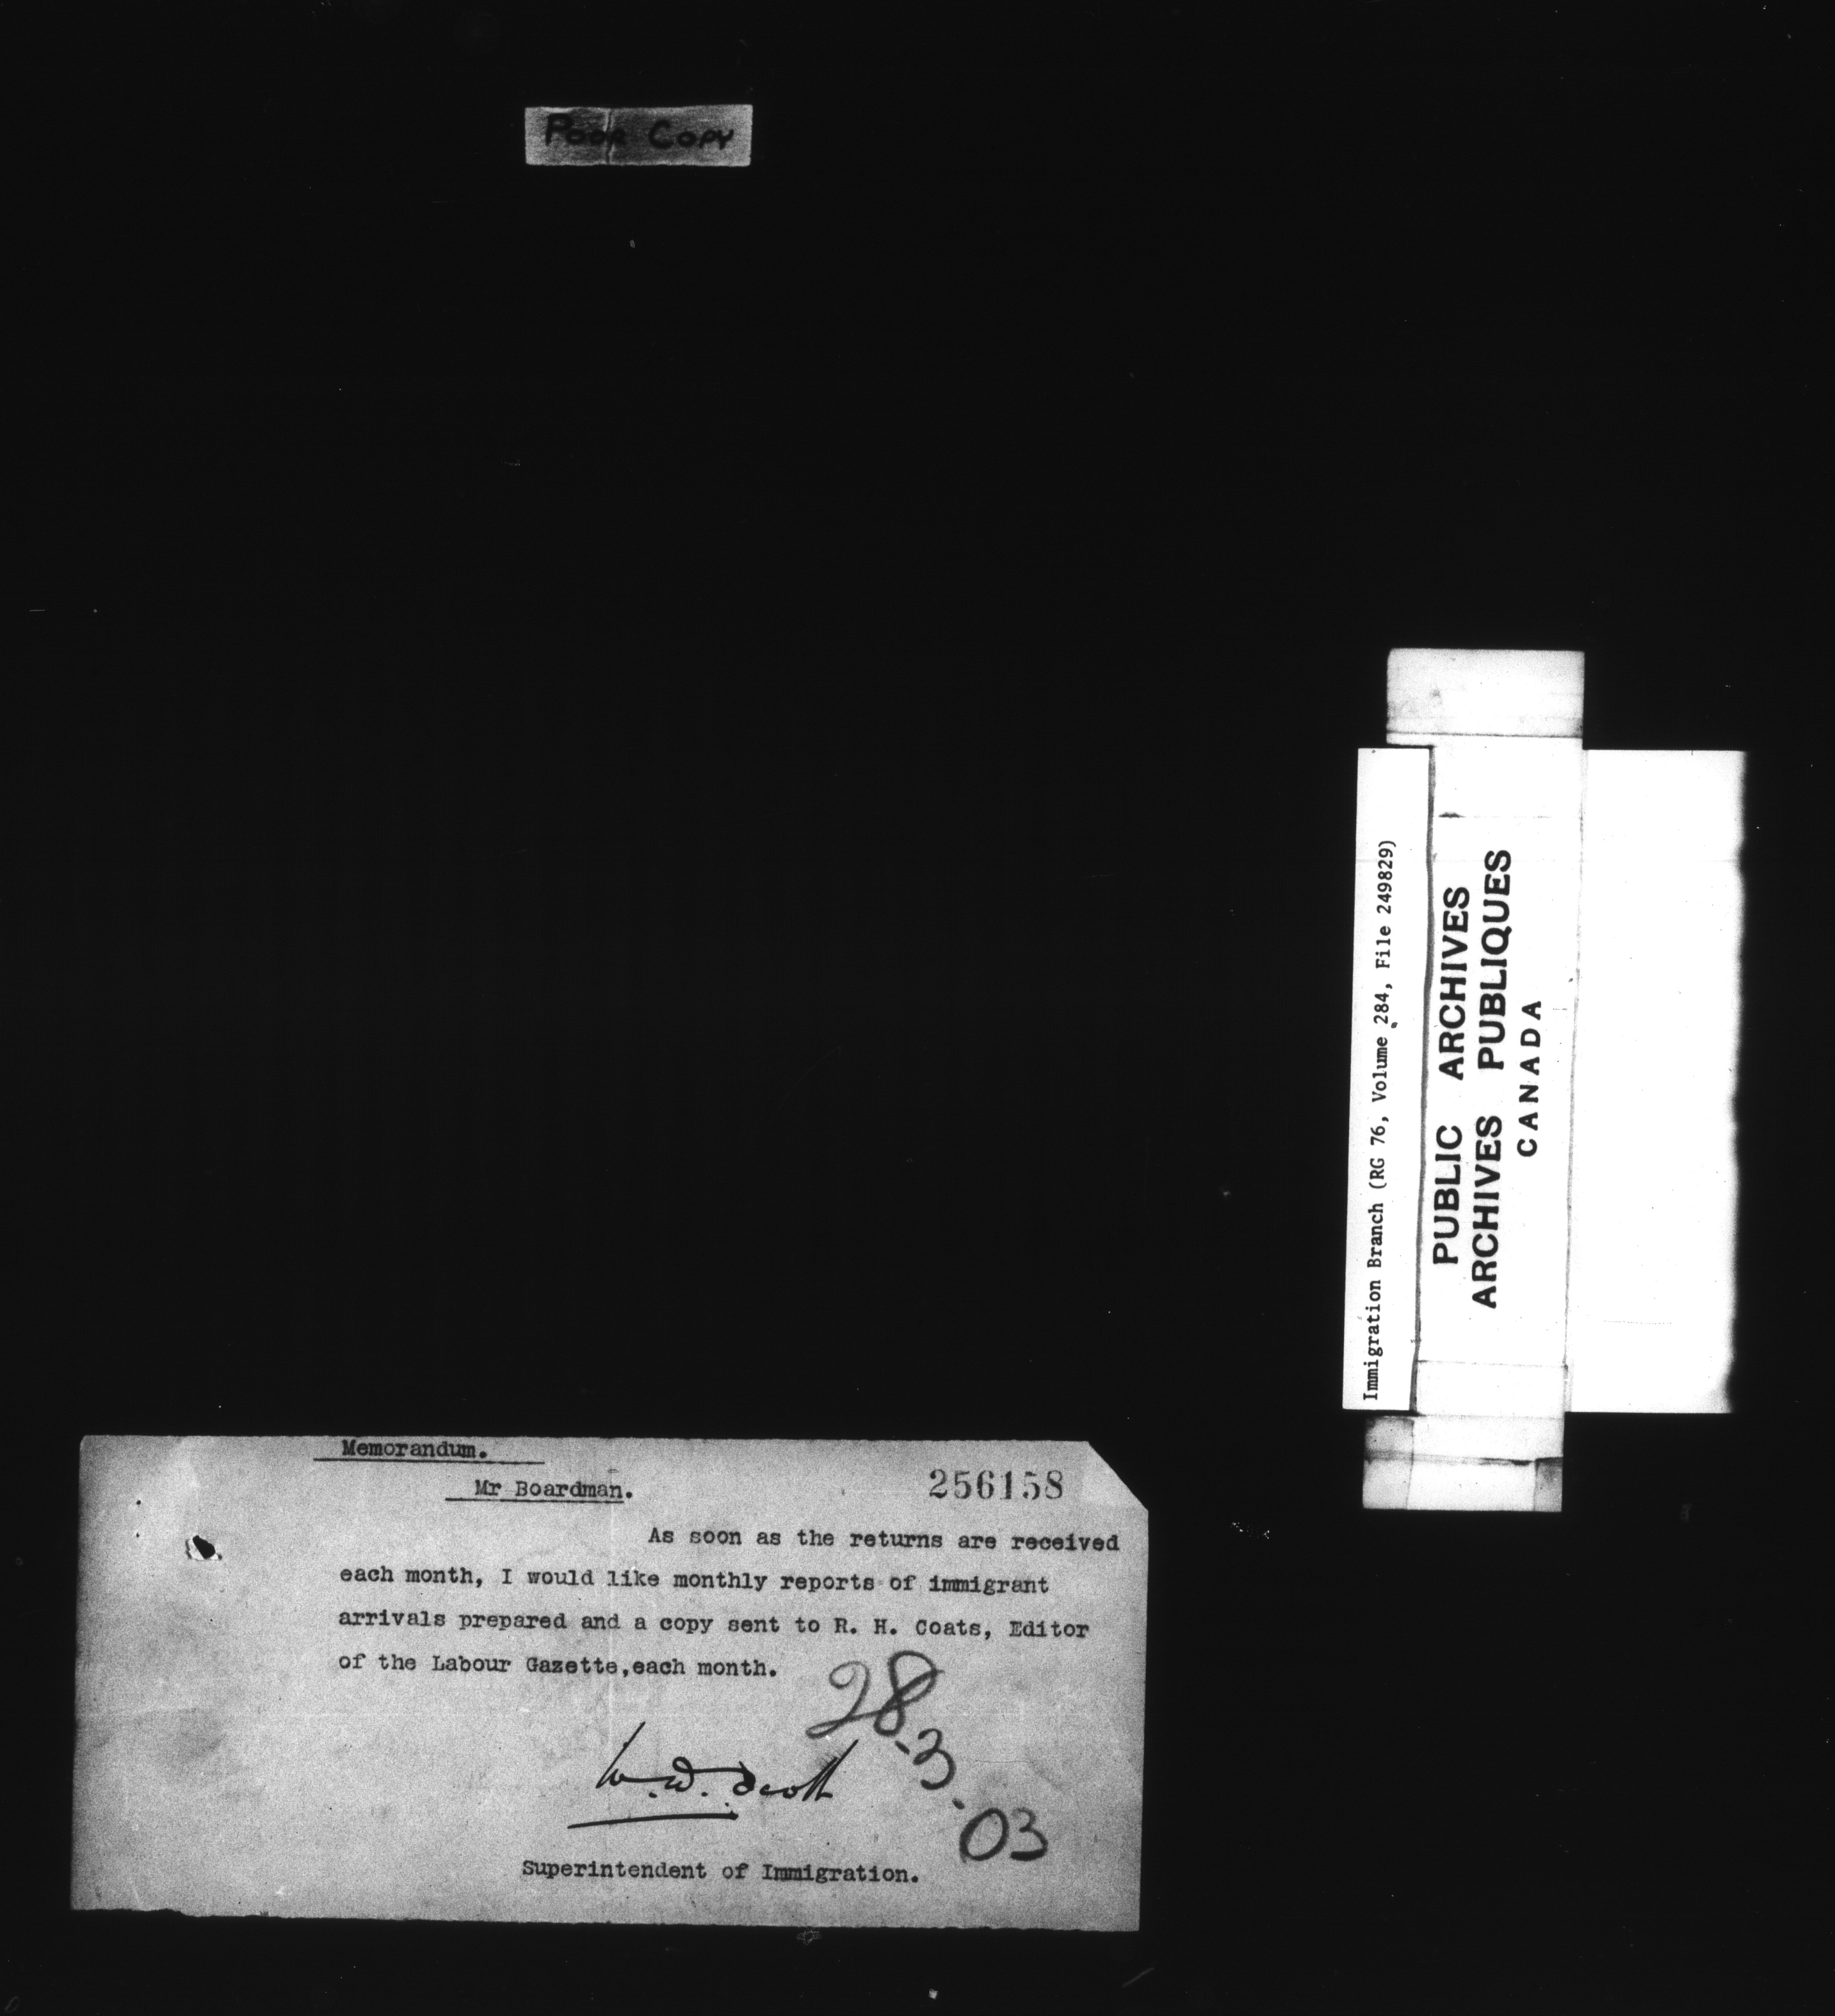 Poor Copy
Immigration Branch (RG 76, Volume 284, File 249829)
PUBLIC ARCHIVES
ARCHIVES PUBLIQUES
CANADA
Memorandum.
Mr Boardman.
256158
As soon as the returns are received
each month, I would like monthly reports of immigrant
arrivals prepared and a copy sent to R. H. Coats, Editor
of the Labour Gazette,each month.
28-3.03
W.D. Scott
Superintendent of Immigration.